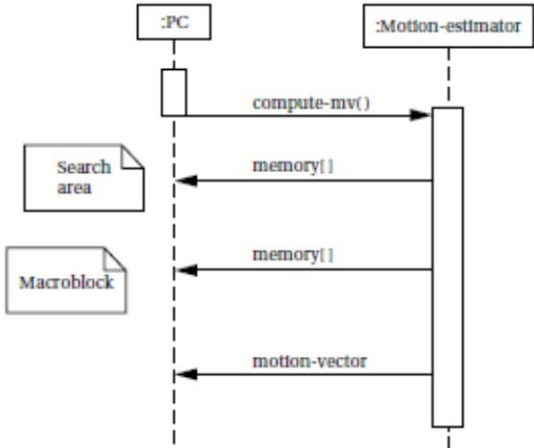 :PC
:Motion-estimator
compute-mv()
Search
area
memory[]
memory[]
Macroblock
motion-vector